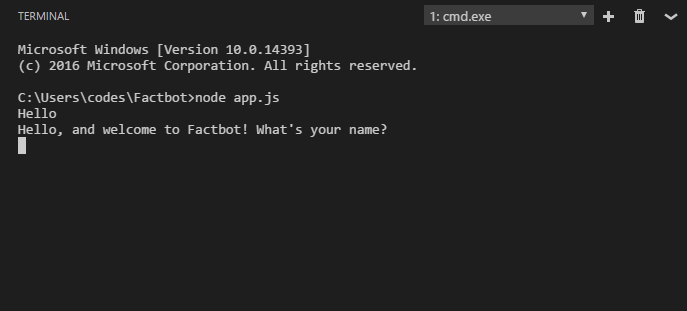 TERMINAL
1: cmd.exe
Microsoft Windows [Version 10.0.14393]
(c) 2016 Microsoft Corporation. All rights reserved.
C:\Users\codes\Factbot>node app.js
Hello
Hello, and welcome to Factbot! What's your name?